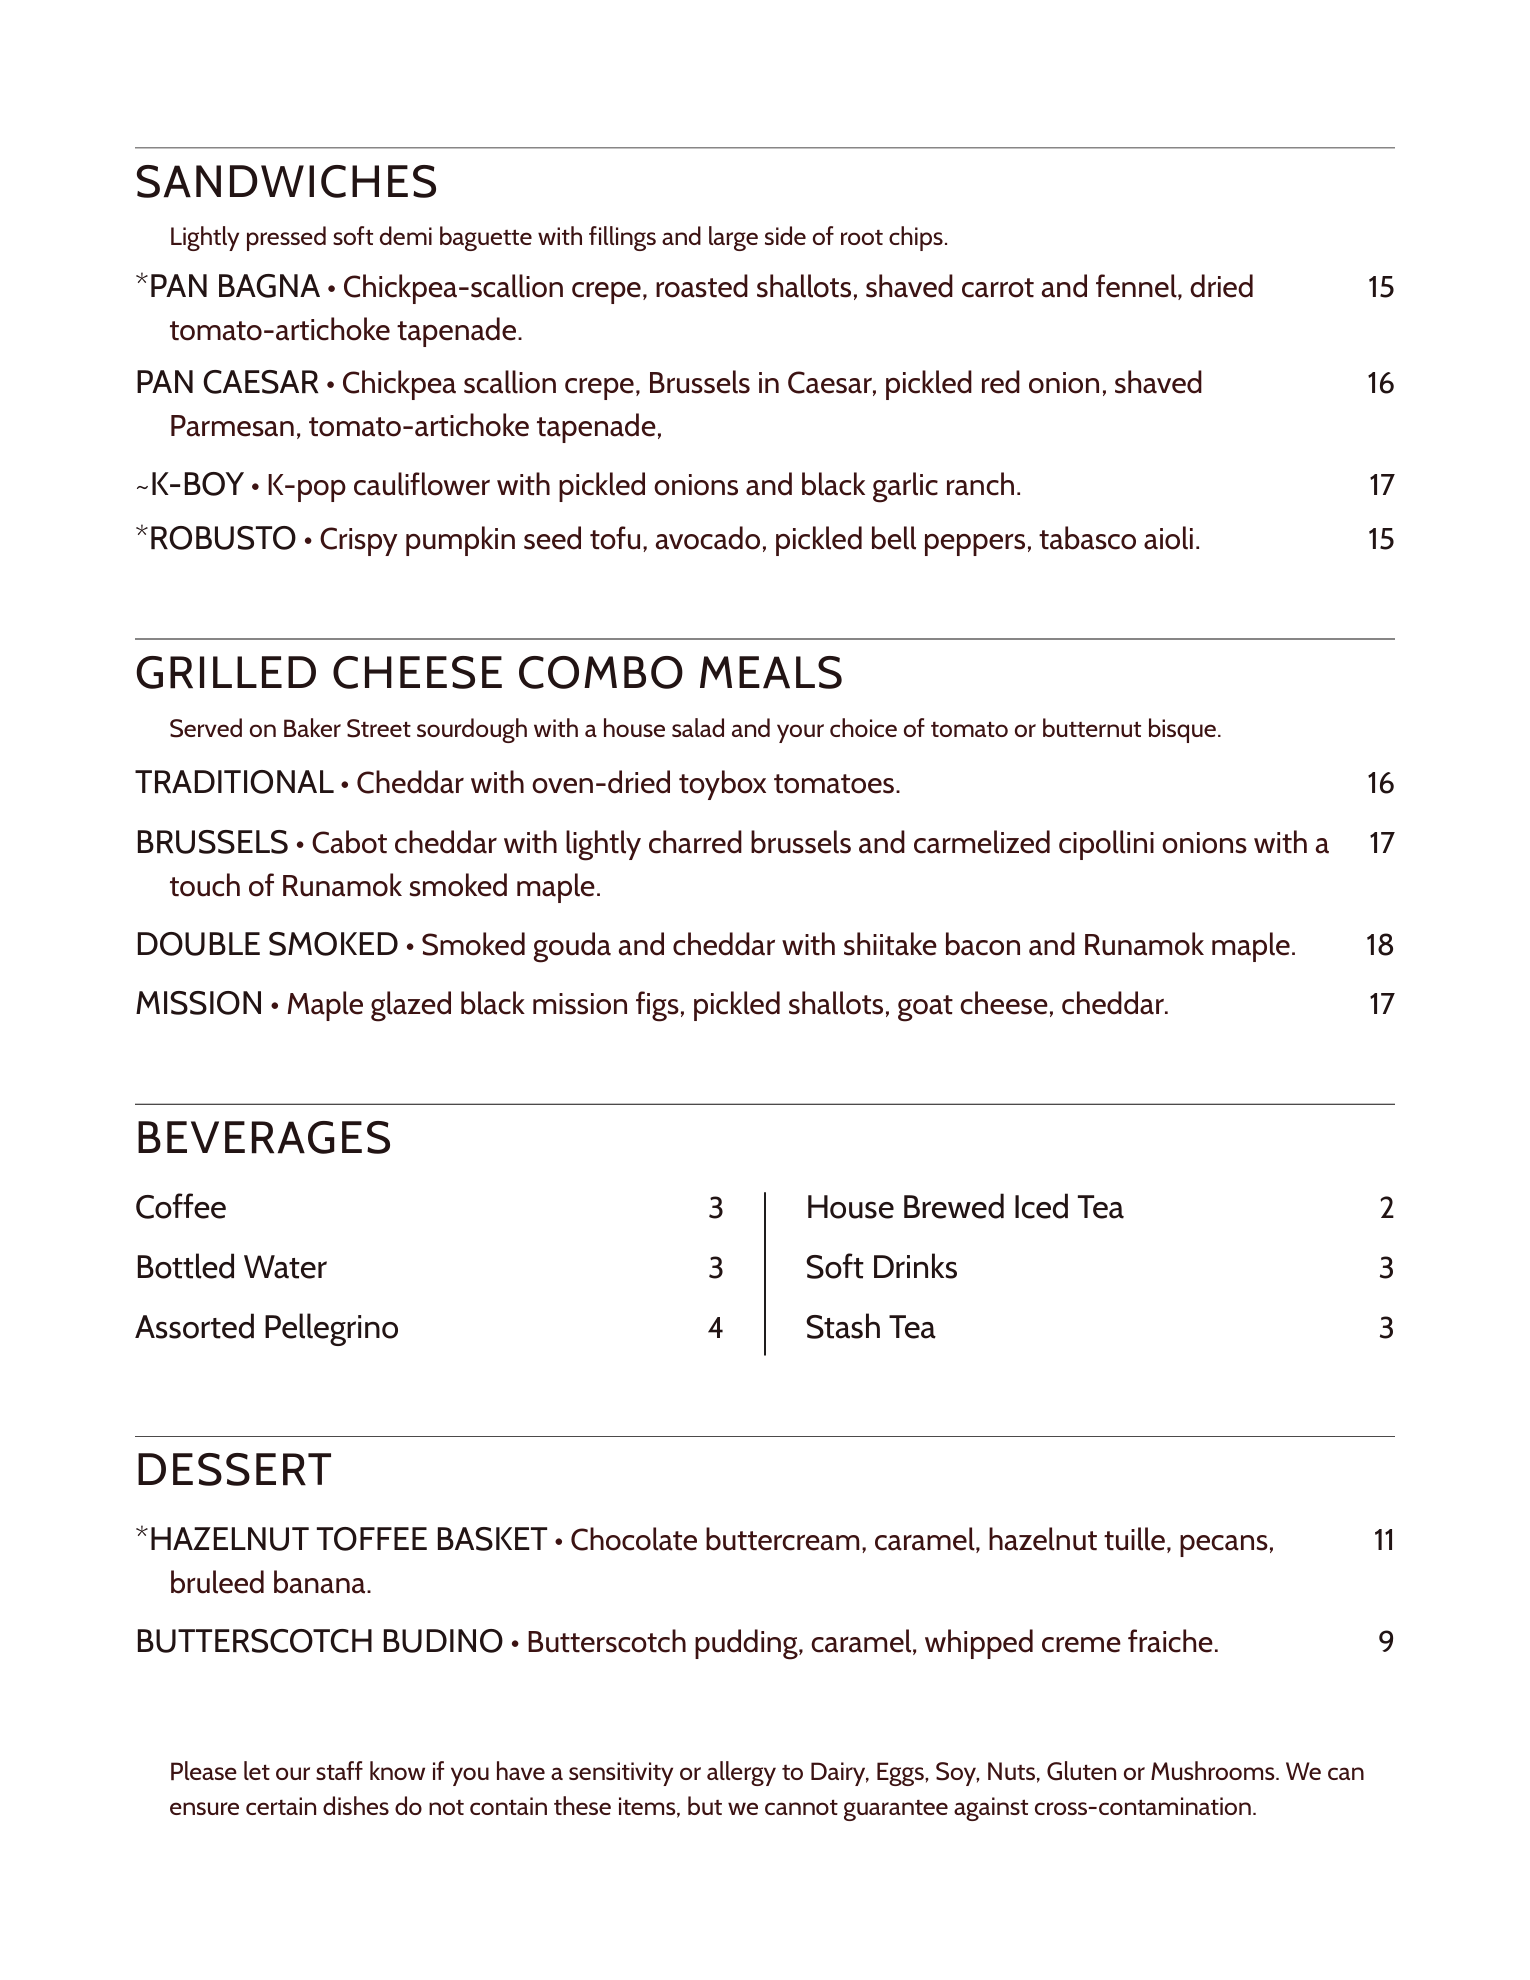 SANDWICHES
Lightly pressed soft demi baguette with fillings and large side of root chips.
*PAN BAGNA • Chickpea-scallion crepe, roasted shallots, shaved carrot and fennel, dried 15
tomato-artichoke tapenade.
PAN CAESAR • Chickpea scallion crepe, Brussels in Caesar, pickled red onion, shaved 16
Parmesan, tomato-artichoke tapenade,
~K-BOY • K-pop cauliflower with pickled onions and black garlic ranch. 17
*ROBUSTO • Crispy pumpkin seed tofu, avocado, pickled bell peppers, tabasco aioli. 15
GRILLED CHEESE COMBO MEALS
Served on Baker Street sourdough with a house salad and your choice of tomato or butternut bisque.
TRADITIONAL • Cheddar with oven-dried toybox tomatoes. 16
BRUSSELS • Cabot cheddar with lightly charred brussels and carmelized cipollini onions with a 17
touch of Runamok smoked maple.
DOUBLE SMOKED • Smoked gouda and cheddar with shiitake bacon and Runamok maple. 18
MISSION • Maple glazed black mission figs, pickled shallots, goat cheese, cheddar. 17
BEVERAGES
Coffee 3 House Brewed Iced Tea 2
Bottled Water 3 Soft Drinks 3
Assorted Pellegrino 4 Stash Tea 3
DESSERT
*HAZELNUT TOFFEE BASKET • Chocolate buttercream, caramel, hazelnut tuille, pecans, 11
bruleed banana.
BUTTERSCOTCH BUDINO • Butterscotch pudding, caramel, whipped creme fraiche. 9
Please let our staff know if you have a sensitivity or allergy to Dairy, Eggs, Soy, Nuts, Gluten or Mushrooms. We can
ensure certain dishes do not contain these items, but we cannot guarantee against cross-contamination.